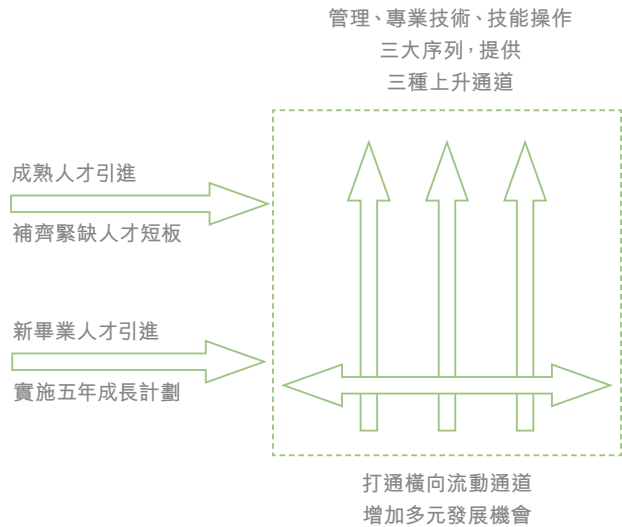 管理、專業技術、技能操作
三大序列，提供
三種上升通道
成熟人才引進
補齊緊缺人才短板
新畢業人才引進
實施五年成長計劃
打通橫向流動通道
增加多元發展機會